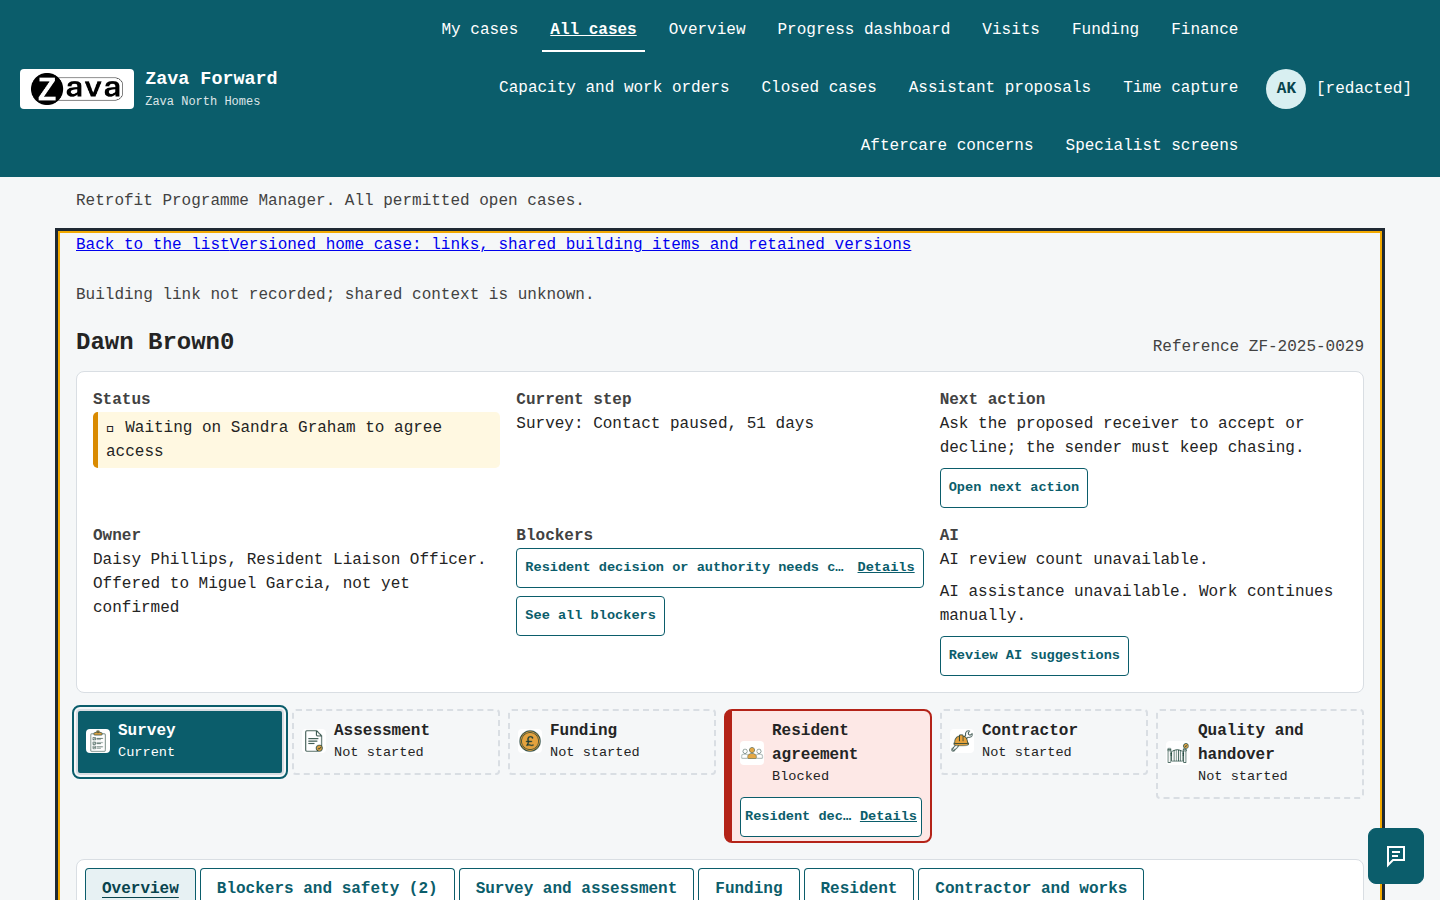 My cases All cases Overview Progress dashboard Visits Funding Finance
Zava
Zava Forward
Zava North Homes
Capacity and work orders Closed cases Assistant proposals Time capture
AK [redacted]
Aftercare concerns Specialist screens
Retrofit Programme Manager. All permitted open cases.
Back to the listVersioned home case: links, shared building items and retained versions
Building link not recorded; shared context is unknown.
Dawn Brown0
Reference ZF-2025-0029
Status
Waiting on Sandra Graham to agree
access
Current step
Survey: Contact paused, 51 days
Next action
Ask the proposed receiver to accept or
decline; the sender must keep chasing.
Open next action
Owner
Daisy Phillips, Resident Liaison Officer.
Offered to Miguel Garcia, not yet
confirmed
Blockers
Resident decision or authority needs c… Details
See all blockers
AI
AI review count unavailable.
AI assistance unavailable. Work continues
manually.
Review AI suggestions
Survey
Current
Assessment
Not started
Funding
Not started
Resident
agreement
Blocked
Resident dec… Details
Contractor
Not started
Quality and
handover
Not started
Overview Blockers and safety (2) Survey and assessment Funding Resident Contractor and works